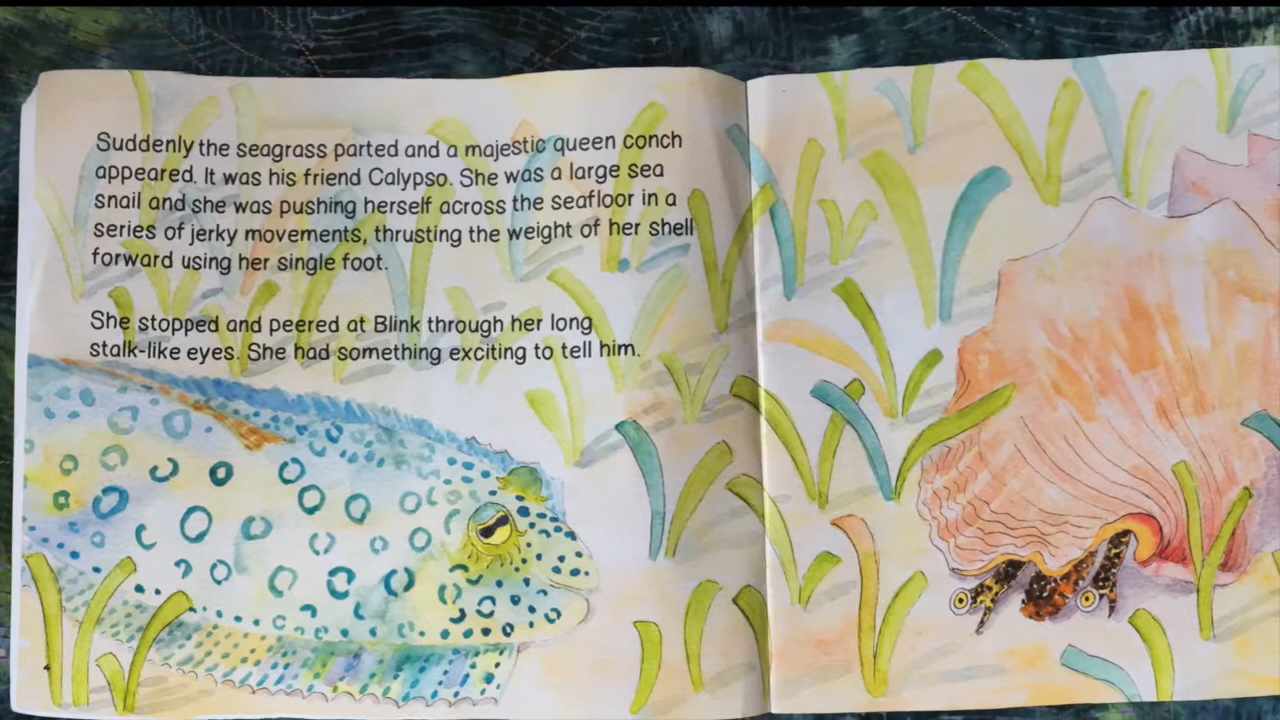 Suddenly the seagrass parted and a majestic queen conch
appeared. It was his friend Calypso. She was a large sea
snail and she was pushing herself across the seafloor in a
series of jerky movements, thrusting the weight of her shell
forward using her single foot.
She stopped and peered at Blink through her long
stalk-like eyes. She had something exciting to tell him.